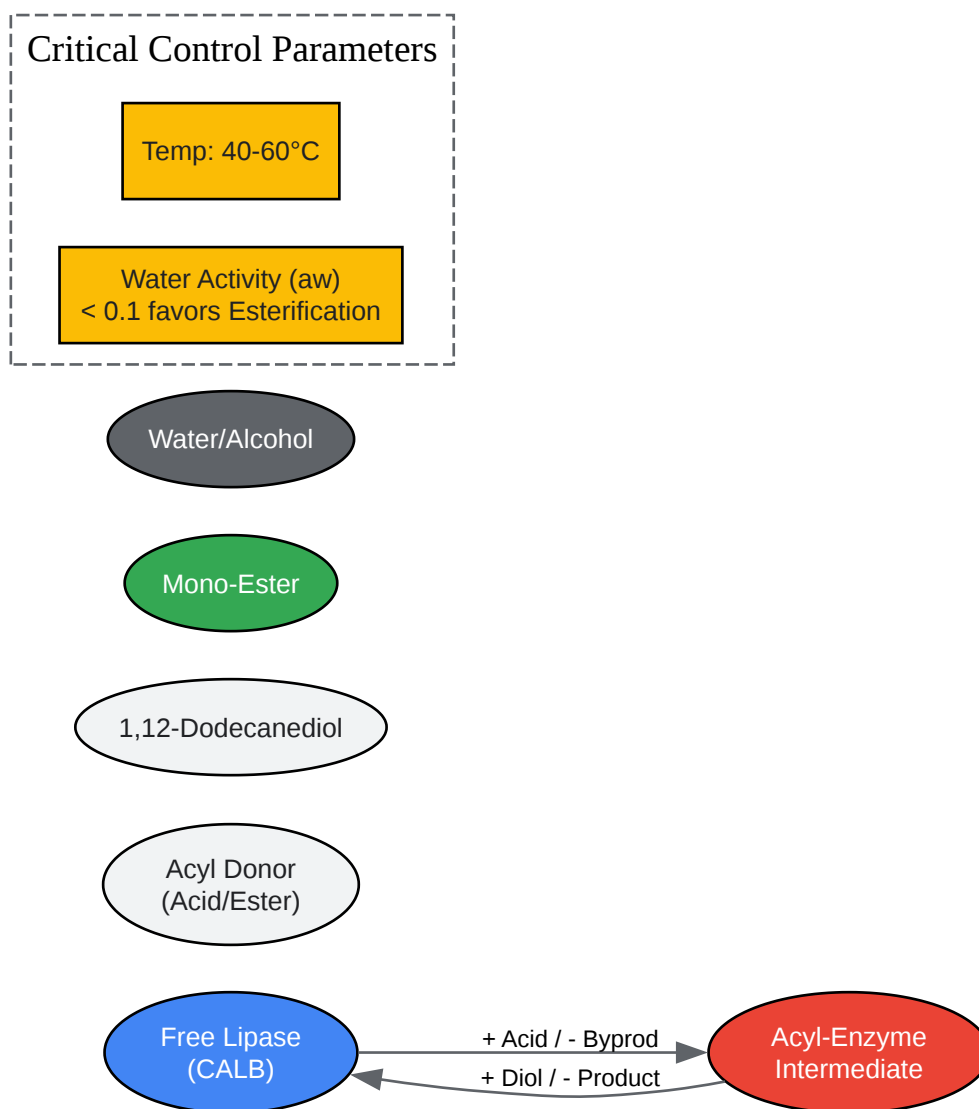 Critical Control Parameters
Temp: 40-60°C
Water Activity (aw)
< 0.1 favors Esterification
Water/Alcohol
Mono-Ester
1,12-Dodecanediol
Acyl Donor
(Acid/Ester)
Free Lipase
(CALB)
+ Acid / - Byprod
+ Diol / - Product
Acyl-Enzyme
Intermediate